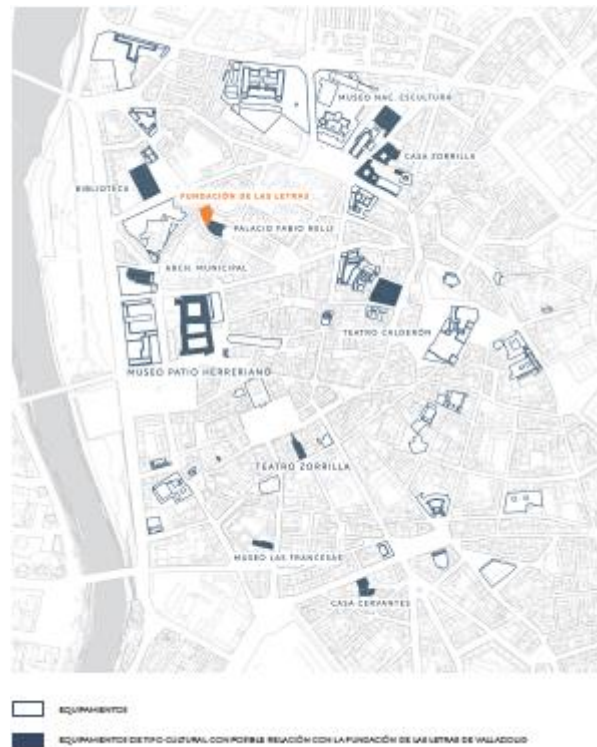 MUSEO NAC. ESCULTURA
CASA ZORRILLA
BIBLIOTECA
FUNDACIÓN DE LAS LETRAS
PALACIO FABIO NELLI
ARCH. MUNICIPAL
TEATRO CALDERÓN
MUSEO PATIO HERRERIANO
TEATRO ZORRILLA
MUSEO LAS FRANCESAS
CASA CERVANTES
EQUIPAMIENTOS
EQUIPAMIENTOS DE TIPO CULTURAL CON POSIBLE RELACIÓN CON LA FUNDACIÓN DE LAS LETRAS DE VALLADOLID